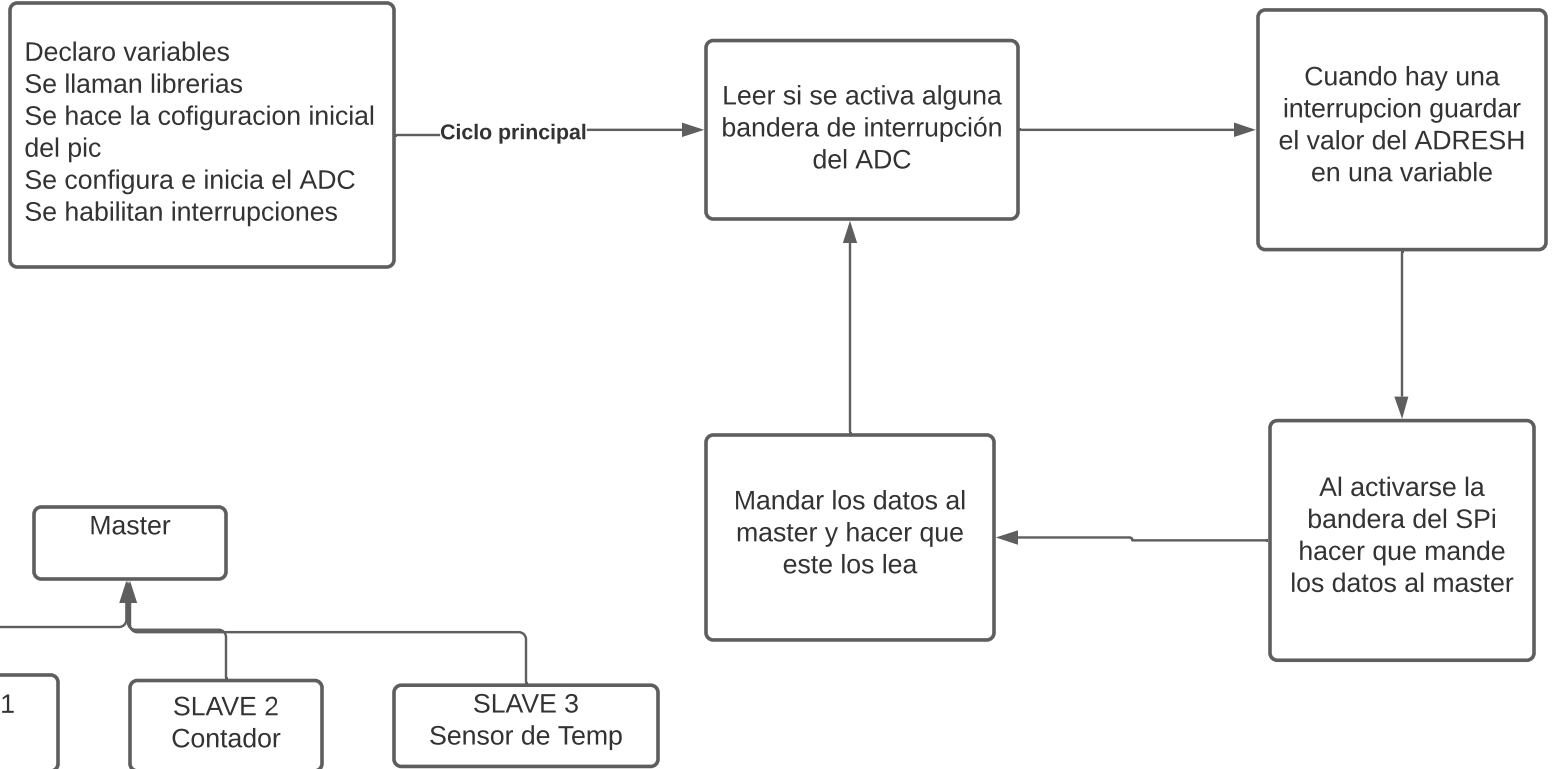 Declaro variables
Se llaman librerias
Se hace la cofiguracion inicial
del pic
Se configura e inicia el ADC
Se habilitan interrupciones
Ciclo principal
Leer si se activa alguna
bandera de interrupción
del ADC
Cuando hay una
interrupcion guardar
el valor del ADRESH
en una variable
Al activarse la
bandera del SPi
hacer que mande
los datos al master
Mandar los datos al
master y hacer que
este los lea
Master
1
SLAVE 2
Contador
SLAVE 3
Sensor de Temp